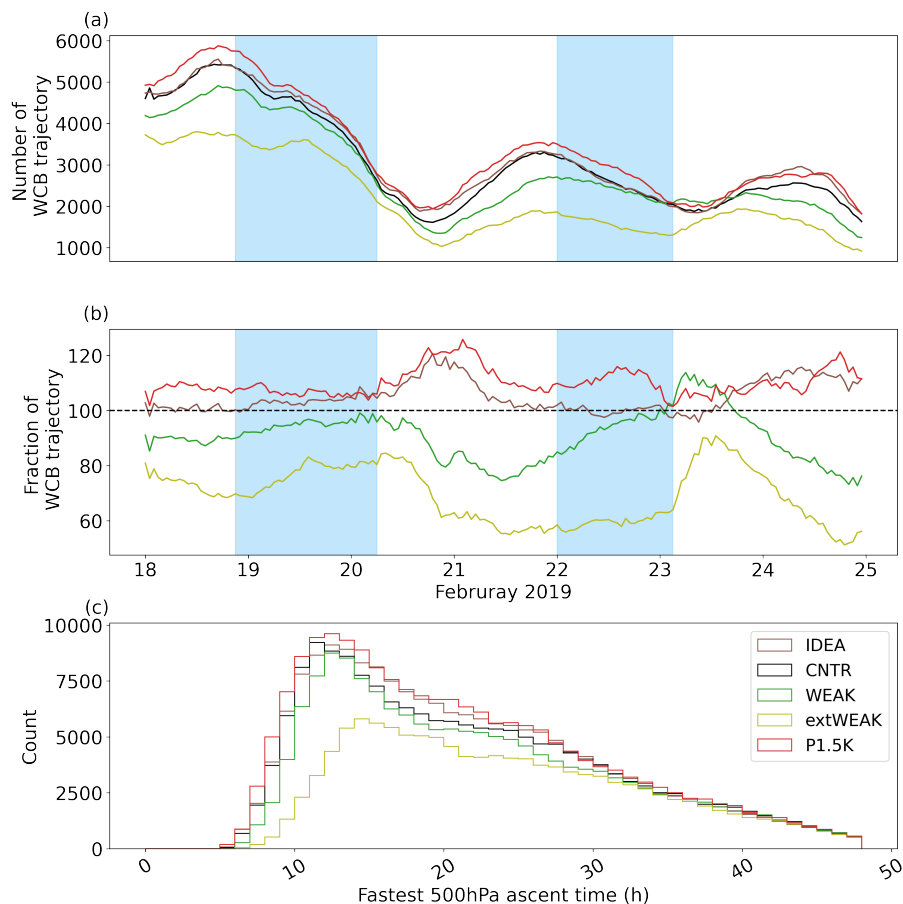 (a)
6000
5000
4000
3000
2000
1000
Number of
WCB trajectory
(b)
120
100
80
60
Fraction of
WCB trajectory
18 19 20 21 22 23 24 25
Februray 2019
(c)
10000
7500
5000
2500
0
Count
IDEA
CNTR
WEAK
extWEAK
P1.5K
0 10 20 30 40 50
Fastest 500hPa ascent time (h)